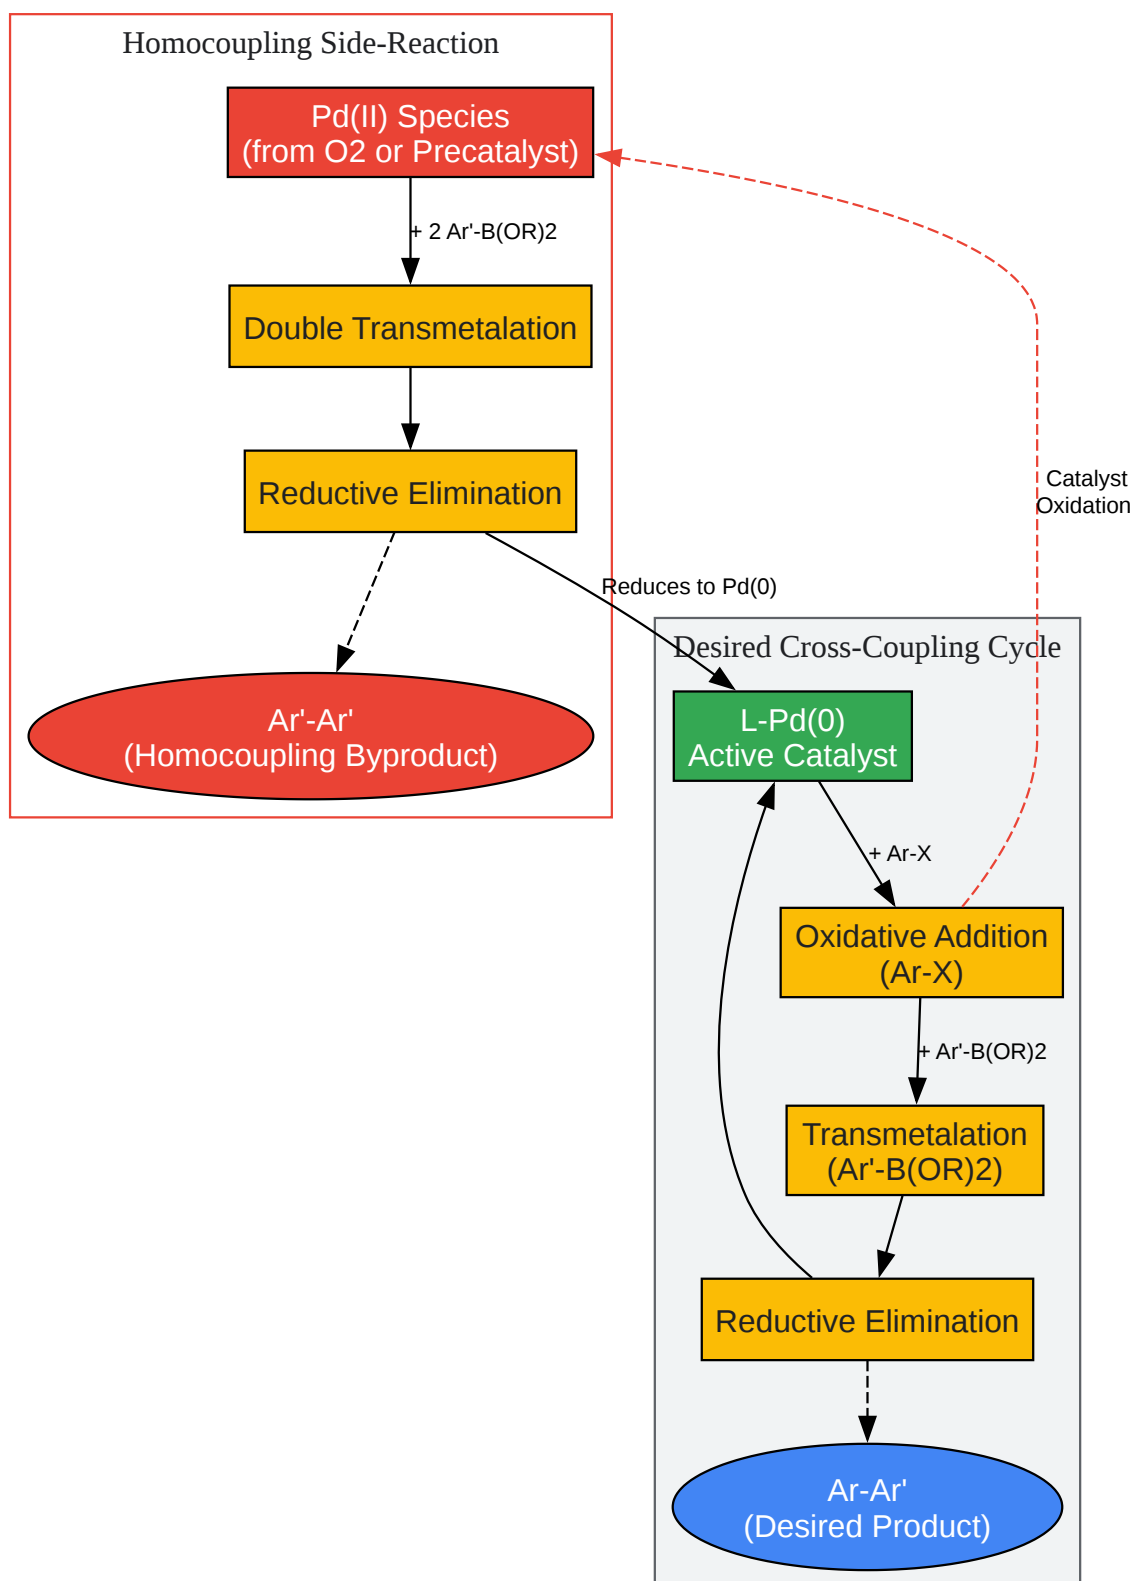 Homocoupling Side-Reaction
Pd(II) Species
(from O2 or Precatalyst)
+ 2 Ar'-B(OR)2
Double Transmetalation
Reductive Elimination
Catalyst
Oxidation
Reduces to Pd(0)
Ar'-Ar'
(Homocoupling Byproduct)
Desired Cross-Coupling Cycle
L-Pd(0)
Active Catalyst
+ Ar-X
Oxidative Addition
(Ar-X)
+ Ar'-B(OR)2
Transmetalation
(Ar'-B(OR)2)
Reductive Elimination
Ar-Ar'
(Desired Product)